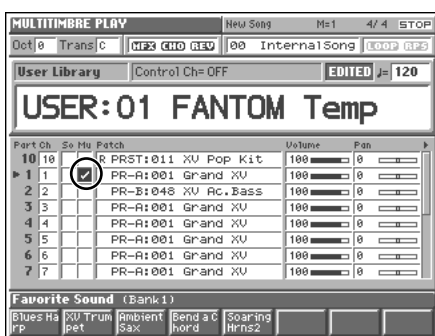 MULTITIMBRE PLAY New Song M=1 4/ 4 STOP
Oct 0 Trans C MFX CHO REV 00 InternalSong LOOP RPS
User Library Control Ch= OFF EDITED ♩= 120
USER:01 FANTOM Temp
Part Ch So Mu Patch Volume Pan
10 10 R PRST:011 XV Pop Kit 100 0
1 1 PR-A:001 Grand XV 100 0
2 2 PR-B:048 XV Ac.Bass 100 0
3 3 PR-A:001 Grand XV 100 0
4 4 PR-A:001 Grand XV 100 0
5 5 PR-A:001 Grand XV 100 0
6 6 PR-A:001 Grand XV 100 0
7 7 PR-A:001 Grand XV 100 0
Favorite Sound (Bank1)
Blues Ha XV Trum Ambient Bend a C Soaring
rp pet Sax hord Hrns2